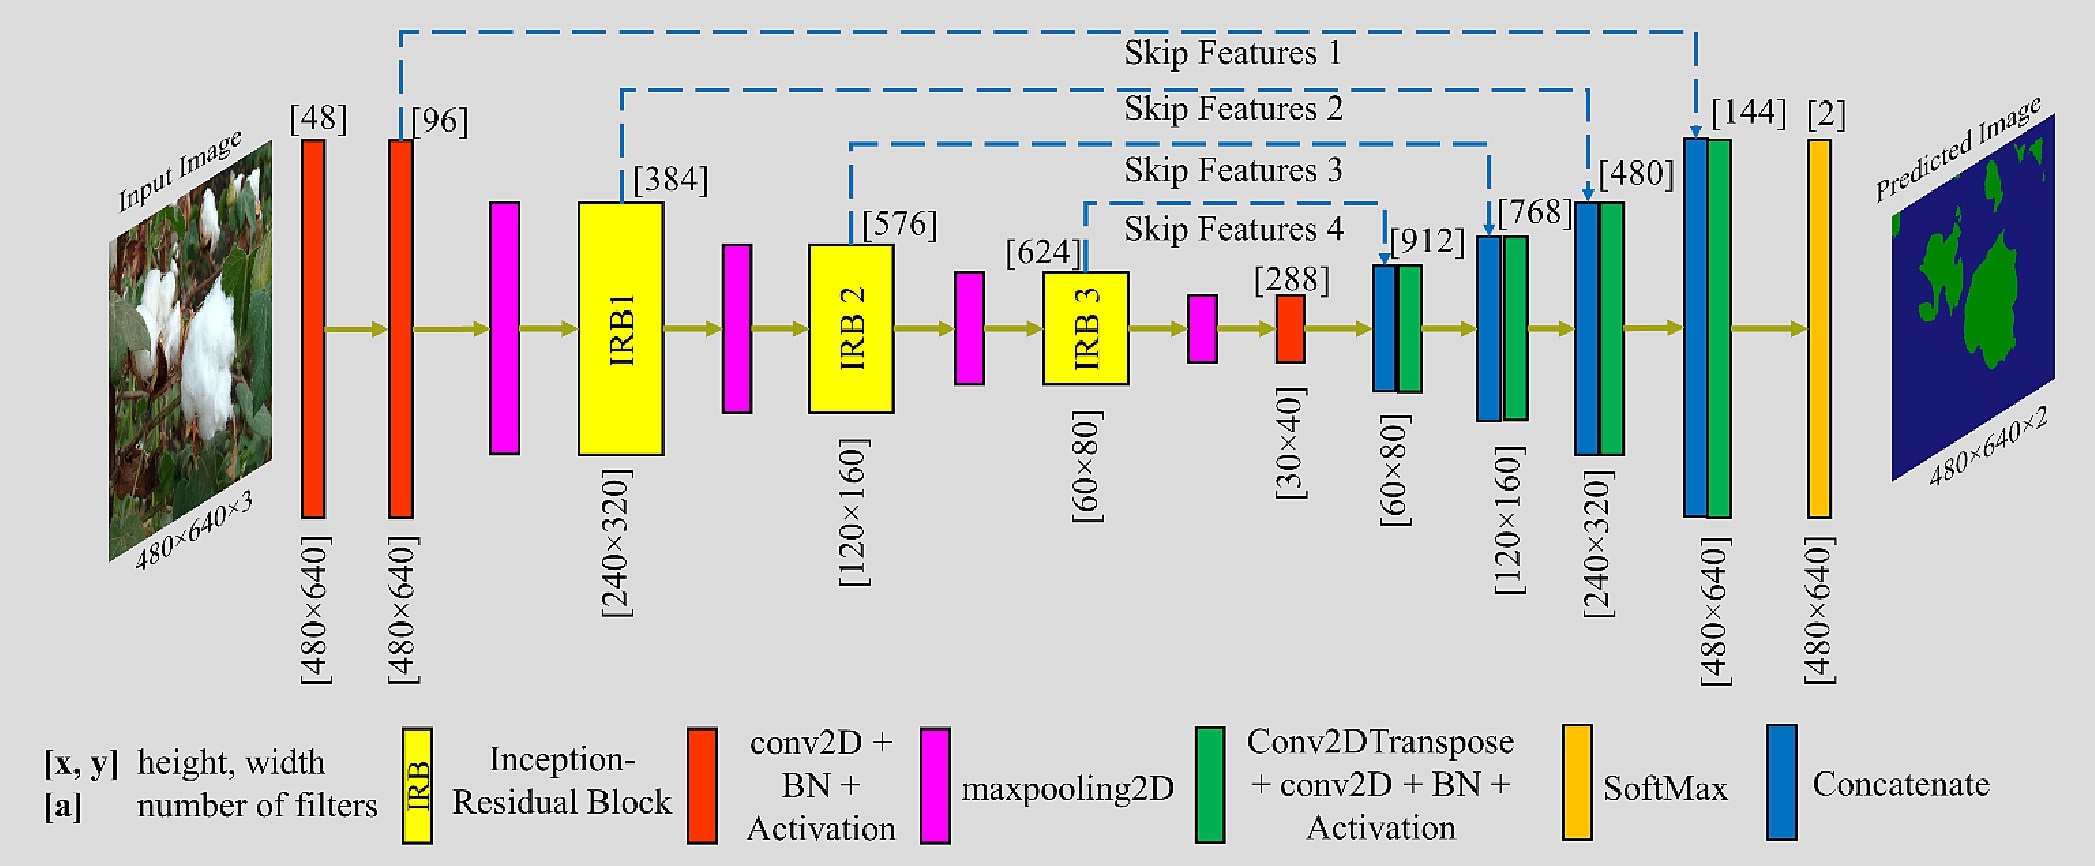 Skip Features 1
Skip Features 2
Skip Features 3
Skip Features 4
Input Image
480×640×3
[48]
[480×640]
[96]
[480×640]
[384]
IRB1
[240×320]
[576]
IRB 2
[120×160]
[624]
IRB 3
[60×80]
[288]
[30×40]
[912]
[60×80]
[768]
[120×160]
[480]
[240×320]
[144]
[480×640]
[2]
[480×640]
Predicted Image
480×640×2
[x, y] height, width
[a] number of filters
IRB
Inception-
Residual Block
conv2D +
BN +
Activation
maxpooling2D
Conv2DTranspose
+ conv2D + BN +
Activation
SoftMax
Concatenate